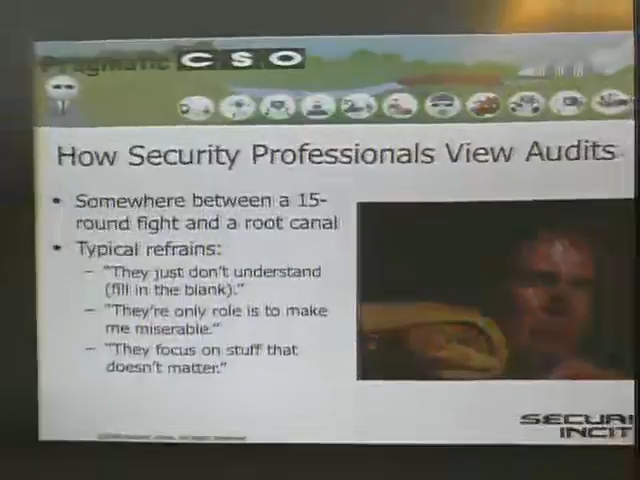 Pragmatic CSO
How Security Professionals View Audits
• Somewhere between a 15-
round fight and a root canal
• Typical refrains:
– "They just don't understand
(fill in the blank)."
– "They're only role is to make
me miserable."
– "They focus on stuff that
doesn't matter."
SECURI
INCIT